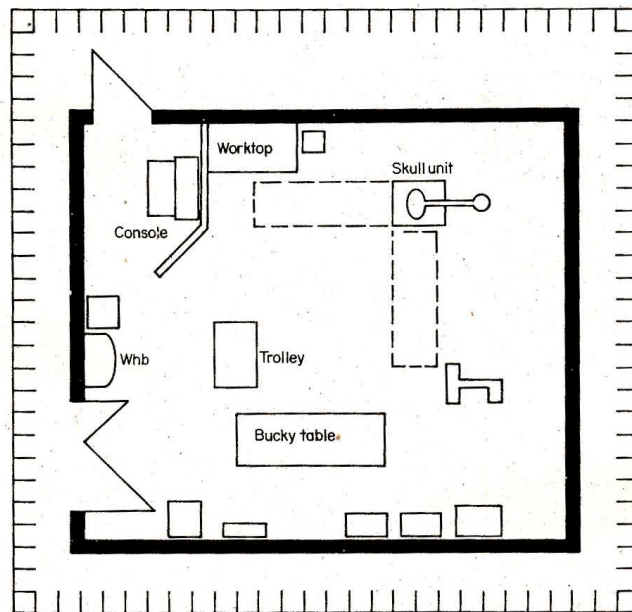 Worktop
Skull unit
Console
Whb
Trolley
Bucky table